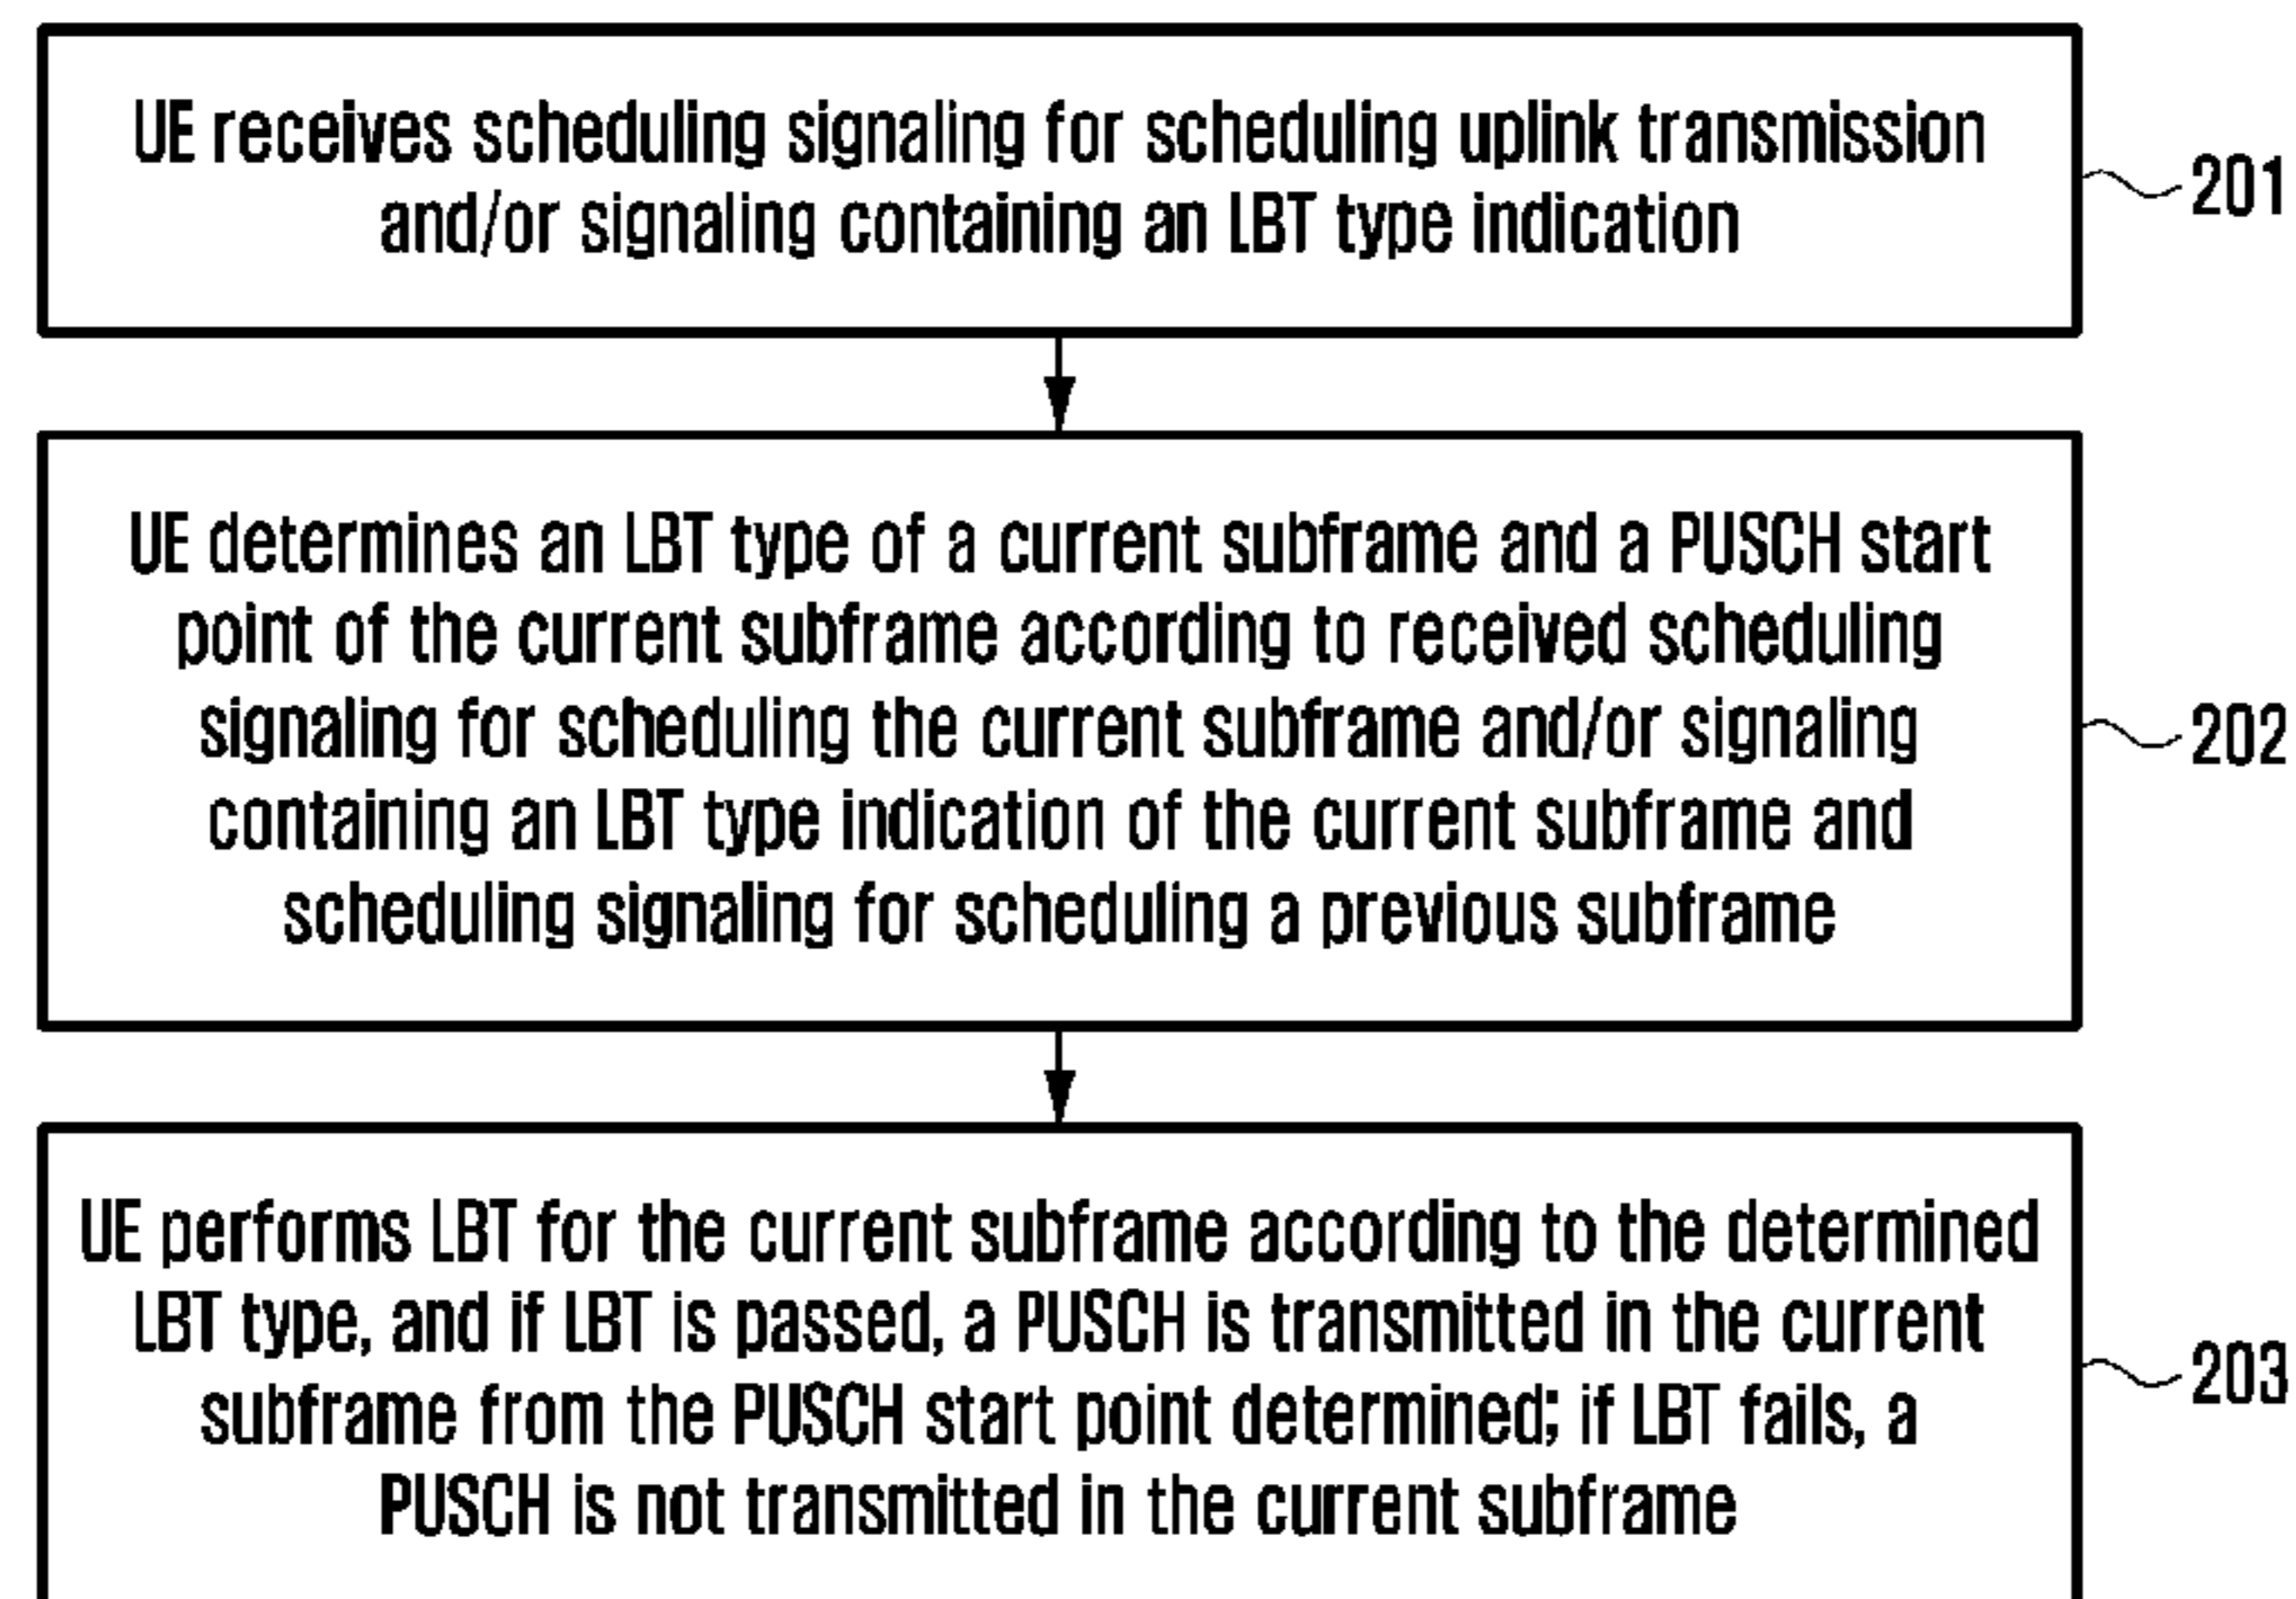 UE receives scheduling signaling for scheduling uplink transmission
and/or signaling containing an LBT type indication
201
UE determines an LBT type of a current subframe and a PUSCH start
point of the current subframe according to received scheduling
signaling for scheduling the current subframe and/or signaling
containing an LBT type indication of the current subframe and
scheduling signaling for scheduling a previous subframe
202
UE performs LBT for the current subframe according to the determined
LBT type, and if LBT is passed, a PUSCH is transmitted in the current
subframe from the PUSCH start point determined; if LBT fails, a
PUSCH is not transmitted in the current subframe
203